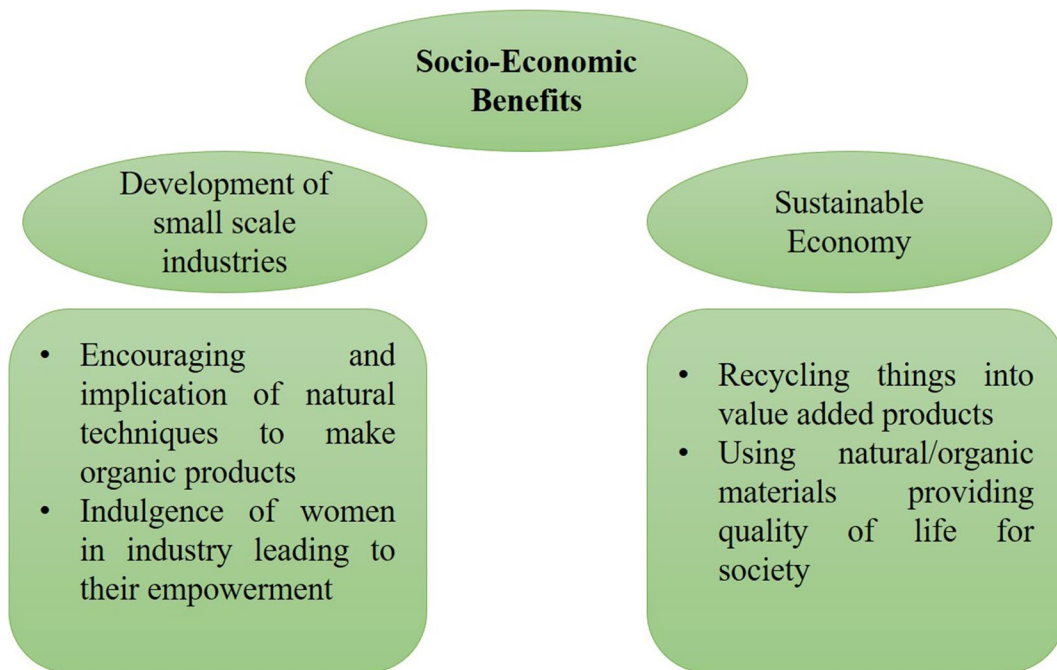 Socio-Economic
Benefits
Development of
small scale
industries
• Encouraging and
implication of natural
techniques to make
organic products
• Indulgence of women
in industry leading to
their empowerment
Sustainable
Economy
• Recycling things into
value added products
• Using natural/organic
materials providing
quality of life for
society